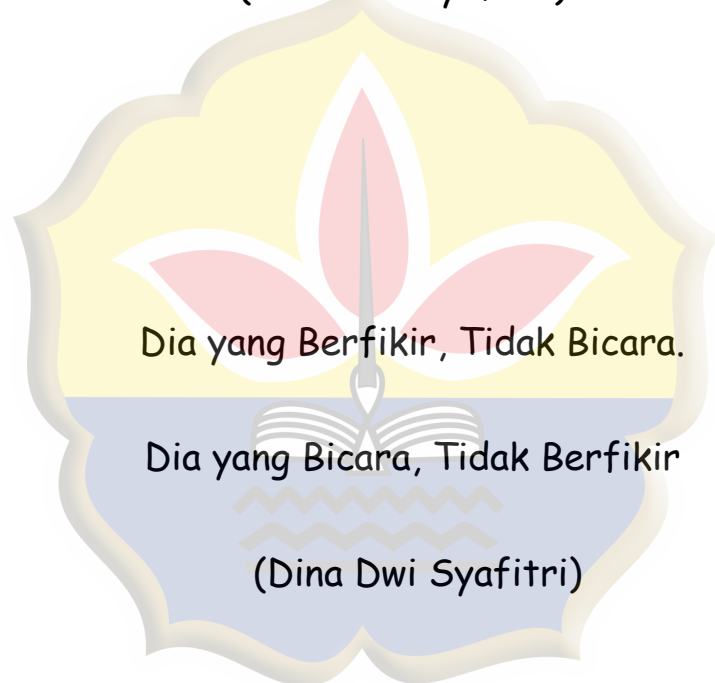 Dia yang Berfikir, Tidak Bicara.
Dia yang Bicara, Tidak Berfikir
(Dina Dwi Syafitri)